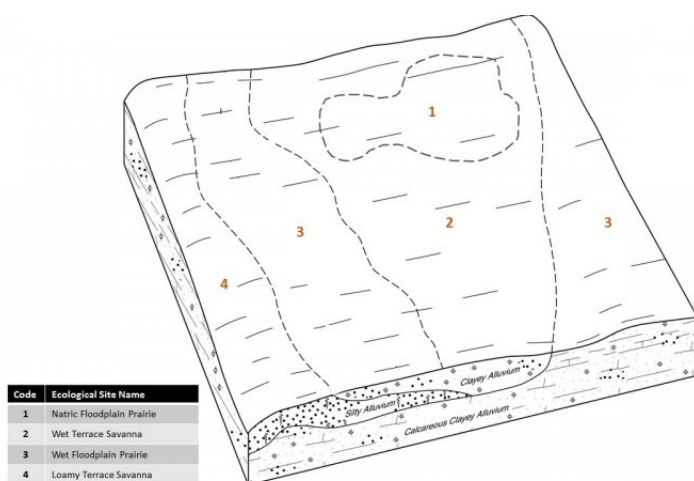 1
3
2
3
4
Clayey Alluvium
Silty Alluvium
Calcareous Clayey Alluvium
Code Ecological Site Name
1 Natric Floodplain Prairie
2 Wet Terrace Savanna
3 Wet Floodplain Prairie
4 Loamy Terrace Savanna